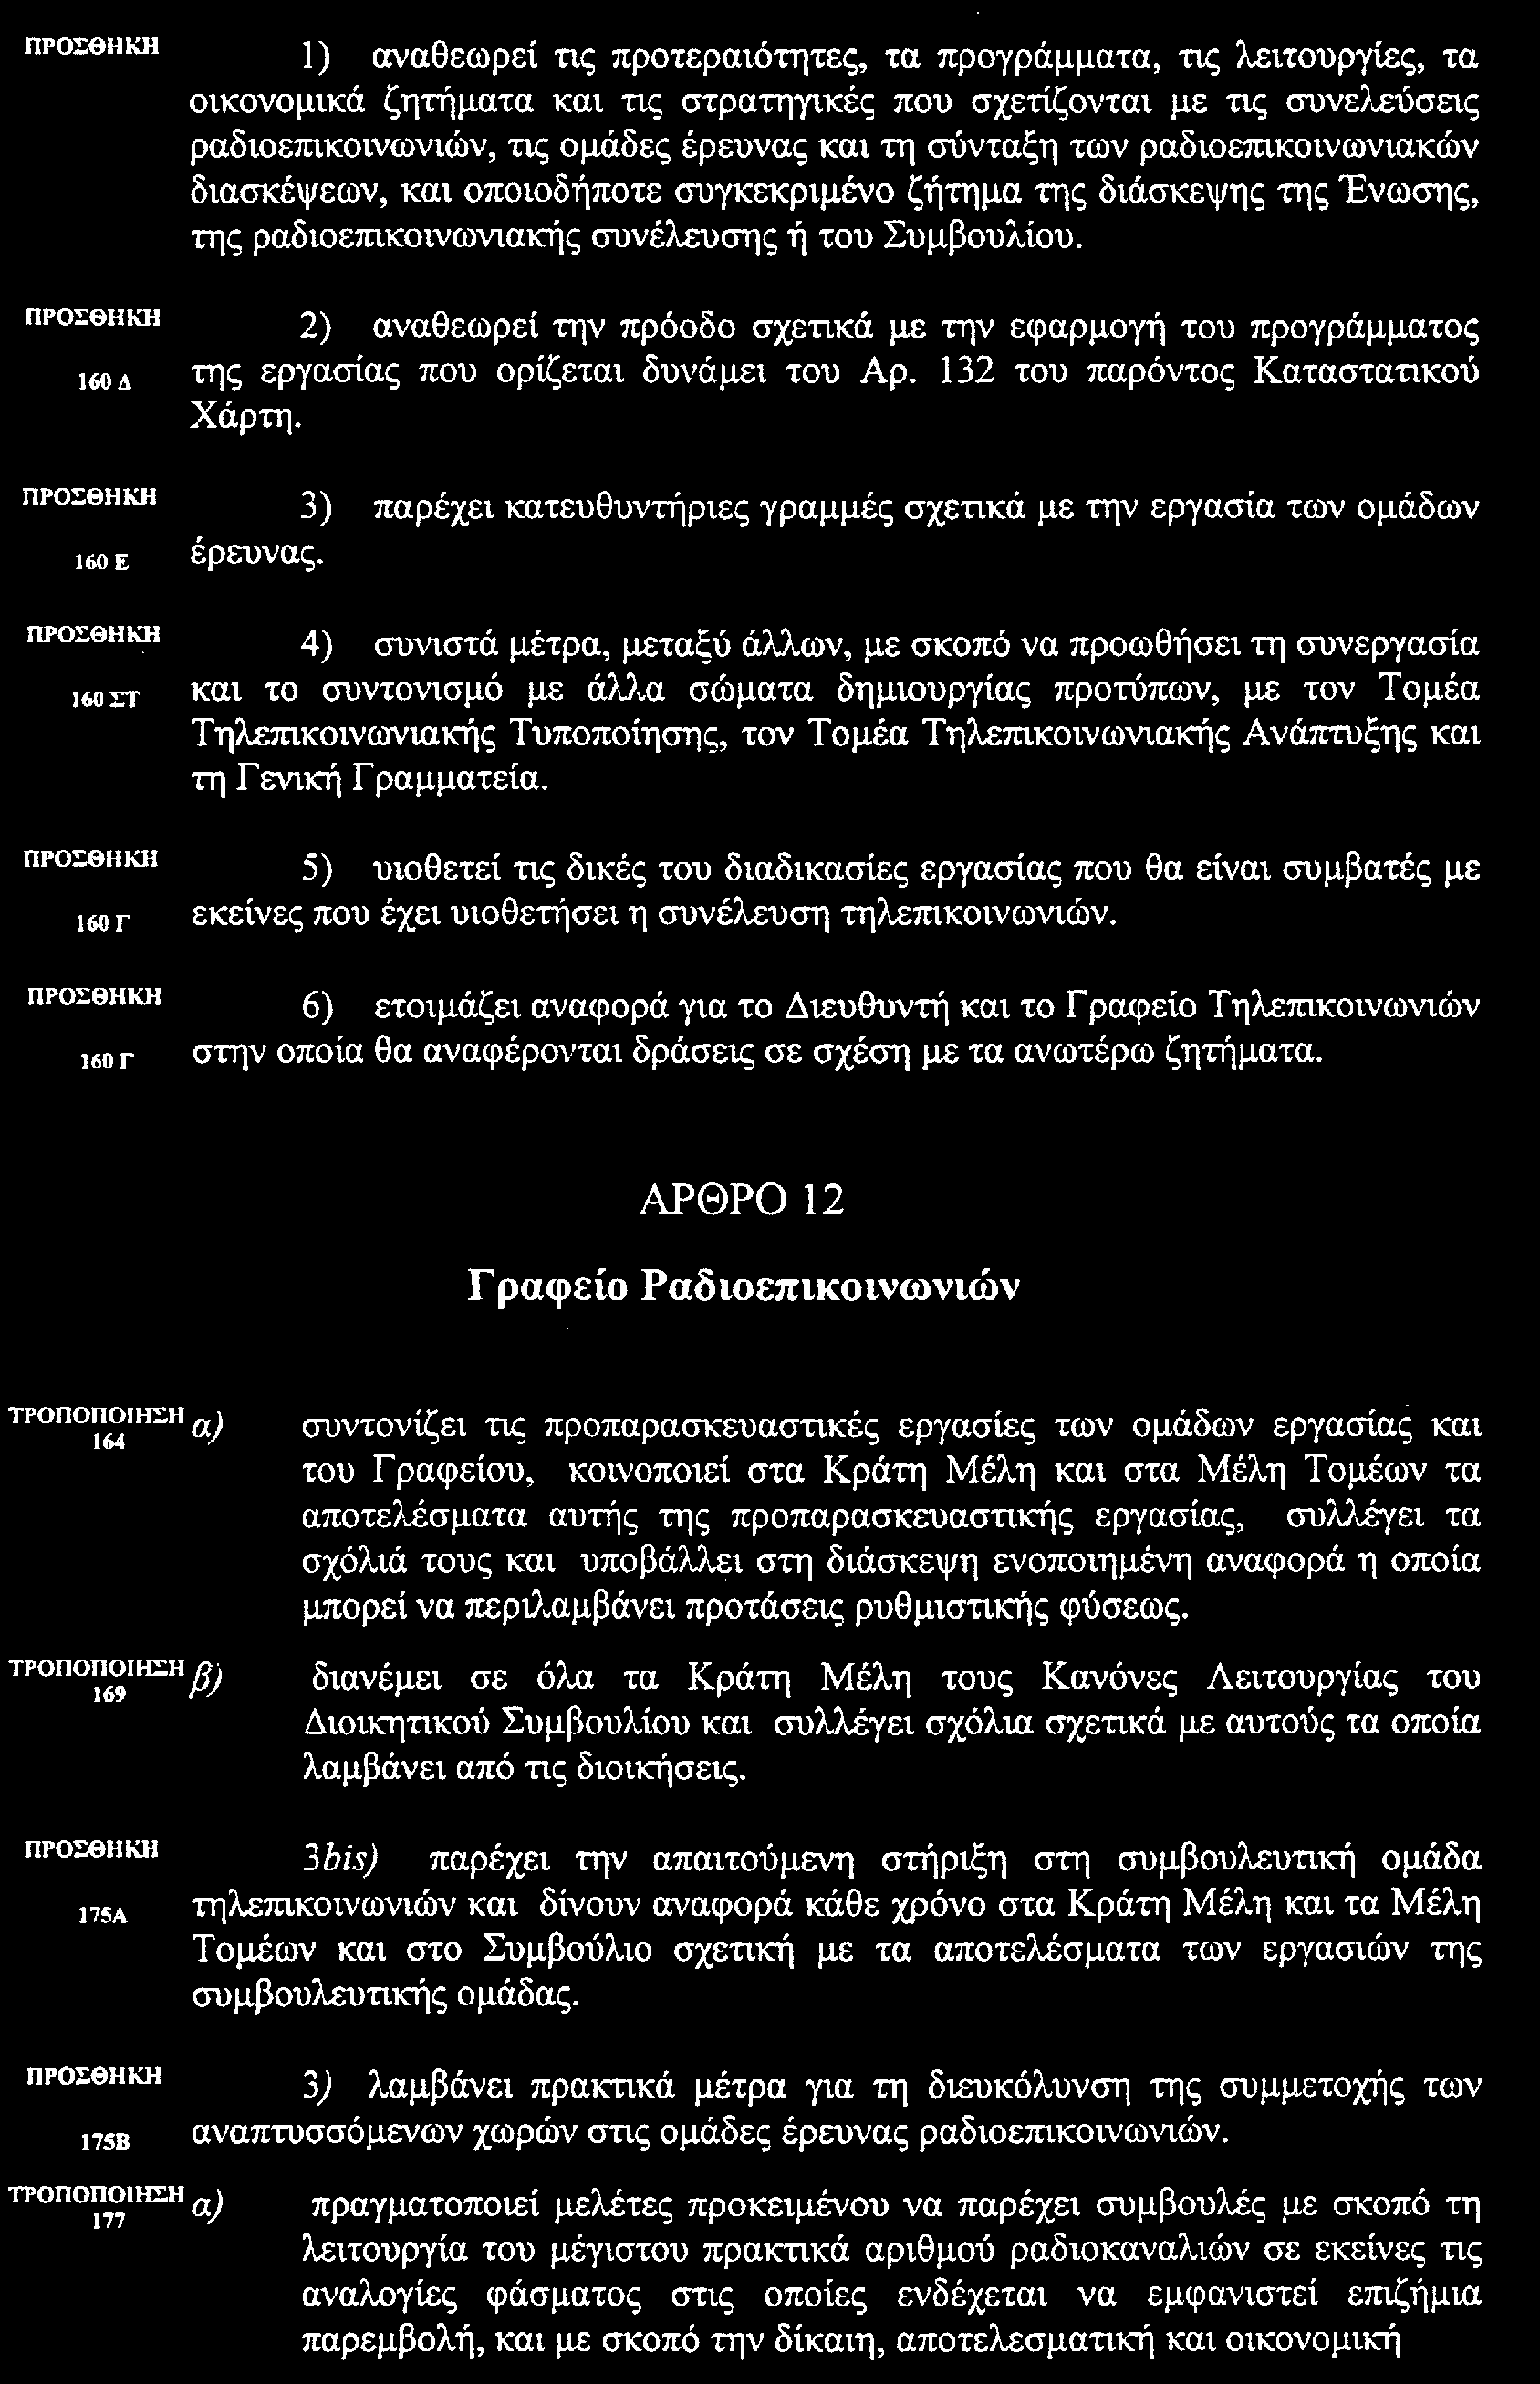 ΠΡΟΣΘΗΚΗ 1) αναθεωρεί τις προτεραιότητες, τα προγράμματα, τις λειτουργίες, τα
οικονομικά ζητήματα και τις στρατηγικές που σχετίζονται με τις συνελεύσεις
ραδιοεπικοινωνιών, τις ομάδες έρευνας και τη σύνταξη των ραδιοεπικοινωνιακών
διασκέψεων, και οποιοδήποτε συγκεκριμένο ζήτημα της διάσκεψης της Ένωσης,
της ραδιοεπικοινωνιακής συνέλευσης ή του Συμβουλίου.
ΠΡΟΣΘΗΚΗ 2) αναθεωρεί την πρόοδο σχετικά με την εφαρμογή του προγράμματος
160 Δ της εργασίας που ορίζεται δυνάμει του Αρ. 132 του παρόντος Καταστατικού
Χάρτη.
ΠΡΟΣΘΗΚΗ 3) παρέχει κατευθυντήριες γραμμές σχετικά με την εργασία των ομάδων
160 Ε έρευνας.
ΠΡΟΣΘΗΚΗ 4) συνιστά μέτρα, μεταξύ άλλων, με σκοπό να προωθήσει τη συνεργασία
160 ΣΤ και το συντονισμό με άλλα σώματα δημιουργίας προτύπων, με τον Τομέα
Τηλεπικοινωνιακής Τυποποίησης, τον Τομέα Τηλεπικοινωνιακής Ανάπτυξης και
τη Γενική Γραμματεία.
ΠΡΟΣΘΗΚΗ 5) υιοθετεί τις δικές του διαδικασίες εργασίας που θα είναι συμβατές με
160 Γ εκείνες που έχει υιοθετήσει η συνέλευση τηλεπικοινωνιών.
ΠΡΟΣΘΗΚΗ 6) ετοιμάζει αναφορά για το Διευθυντή και το Γραφείο Τηλεπικοινωνιών
160 Γ στην οποία θα αναφέρονται δράσεις σε σχέση με τα ανωτέρω ζητήματα.
ΑΡΘΡΟ 12
Γραφείο Ραδιοεπικοινωνιών
ΤΡΟΠΟΠΟΙΗΣΗ α) συντονίζει τις προπαρασκευαστικές εργασίες των ομάδων εργασίας και
164 του Γραφείου, κοινοποιεί στα Κράτη Μέλη και στα Μέλη Τομέων τα
αποτελέσματα αυτής της προπαρασκευαστικής εργασίας, συλλέγει τα
σχόλιά τους και υποβάλλει στη διάσκεψη ενοποιημένη αναφορά η οποία
μπορεί να περιλαμβάνει προτάσεις ρυθμιστικής φύσεως.
ΤΡΟΠΟΠΟΙΗΣΗ β) διανέμει σε όλα τα Κράτη Μέλη τους Κανόνες Λειτουργίας του
169 Διοικητικού Συμβουλίου και συλλέγει σχόλια σχετικά με αυτούς τα οποία
λαμβάνει από τις διοικήσεις.
ΠΡΟΣΘΗΚΗ 3bis) παρέχει την απαιτούμενη στήριξη στη συμβουλευτική ομάδα
175Α τηλεπικοινωνιών και δίνουν αναφορά κάθε χρόνο στα Κράτη Μέλη και τα Μέλη
Τομέων και στο Συμβούλιο σχετική με τα αποτελέσματα των εργασιών της
συμβουλευτικής ομάδας.
ΠΡΟΣΘΗΚΗ 3) λαμβάνει πρακτικά μέτρα για τη διευκόλυνση της συμμετοχής των
175Β αναπτυσσόμενων χωρών στις ομάδες έρευνας ραδιοεπικοινωνιών.
ΤΡΟΠΟΠΟΙΗΣΗ α) πραγματοποιεί μελέτες προκειμένου να παρέχει συμβουλές με σκοπό τη
177 λειτουργία του μέγιστου πρακτικά αριθμού ραδιοκαναλιών σε εκείνες τις
αναλογίες φάσματος στις οποίες ενδέχεται να εμφανιστεί επιζήμια
παρεμβολή, και με σκοπό την δίκαιη, αποτελεσματική και οικονομική